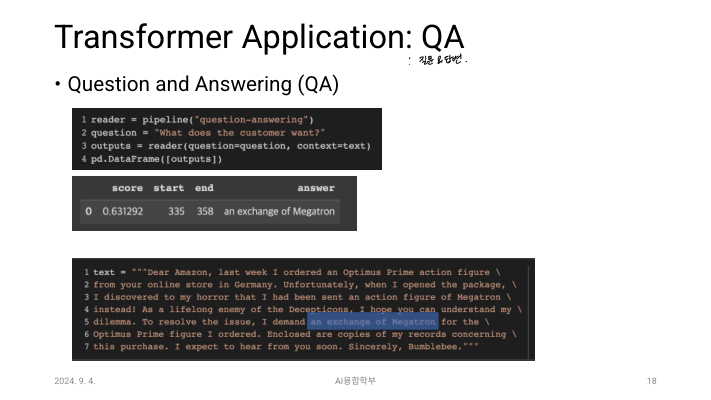 Transformer Application: QA
: 질문 & 답변.
• Question and Answering (QA)
1 reader = pipeline("question-answering")
2 question = "What does the customer want?"
3 outputs = reader(question=question, context=text)
4 pd.DataFrame([outputs])
score start end answer
0 0.631292 335 358 an exchange of Megatron
1 text = """Dear Amazon, last week I ordered an Optimus Prime action figure \
2 from your online store in Germany. Unfortunately, when I opened the package, \
3 I discovered to my horror that I had been sent an action figure of Megatron \
4 instead! As a lifelong enemy of the Decepticons, I hope you can understand my \
5 dilemma. To resolve the issue, I demand an exchange of Megatron for the \
6 Optimus Prime figure I ordered. Enclosed are copies of my records concerning \
7 this purchase. I expect to hear from you soon. Sincerely, Bumblebee."""
2024. 9. 4.
AI융합학부
18